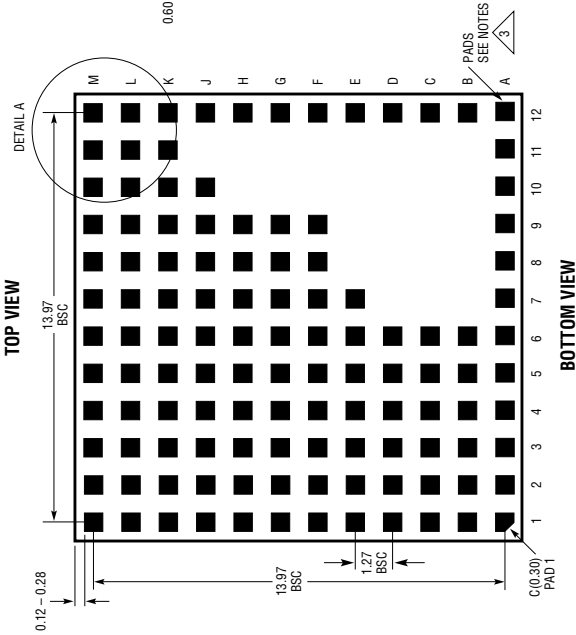 TOP VIEW
DETAIL A
0.60
13.97
BSC
0.12 – 0.28
M
L
K
J
H
G
F
E
D
C
B
A
PADS
SEE NOTES
3
13.97
BSC
1.27
BSC
C(0.30)
PAD 1
1 2 3 4 5 6 7 8 9 10 11 12
BOTTOM VIEW